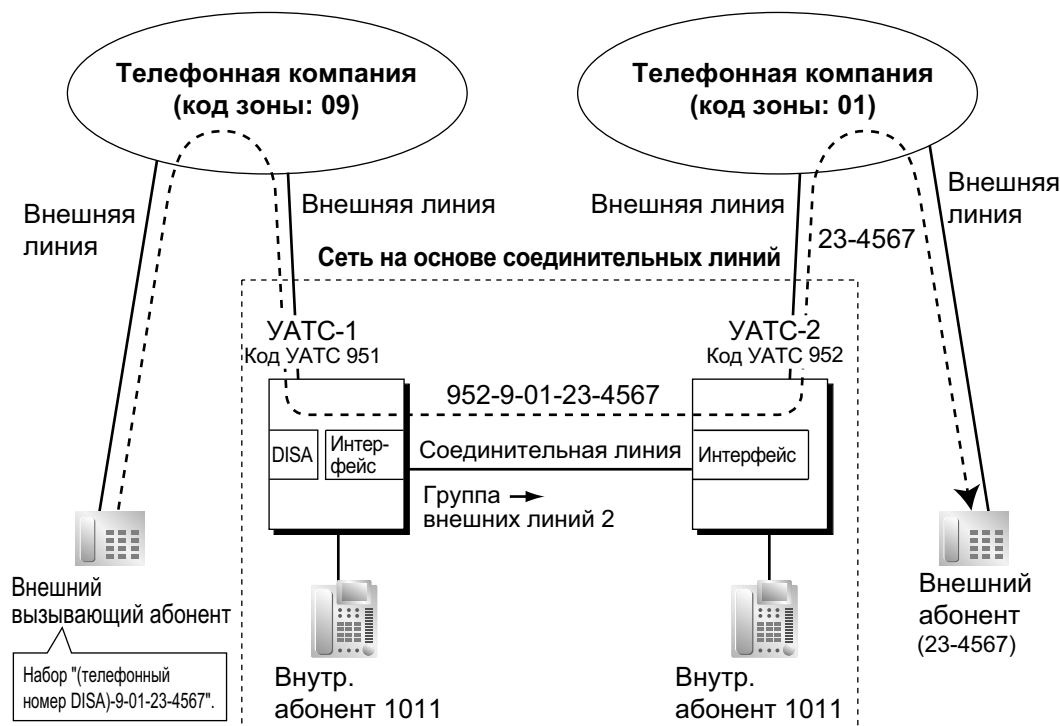 Телефонная компания
(код зоны: 09)
Телефонная компания
(код зоны: 01)
Внешняя
линия
Внешняя линия
Внешняя линия
Внешняя
линия
23-4567
Сеть на основе соединительных линий
УАТС-1
Код УАТС 951
УАТС-2
Код УАТС 952
952-9-01-23-4567
DISA
Интер-
фейс
Соединительная линия
Интерфейс
Группа
внешних линий 2
Внешний
вызывающий абонент
Набор "(телефонный
номер DISA)-9-01-23-4567".
Внутр.
абонент 1011
Внутр.
абонент 1011
Внешний
абонент
(23-4567)